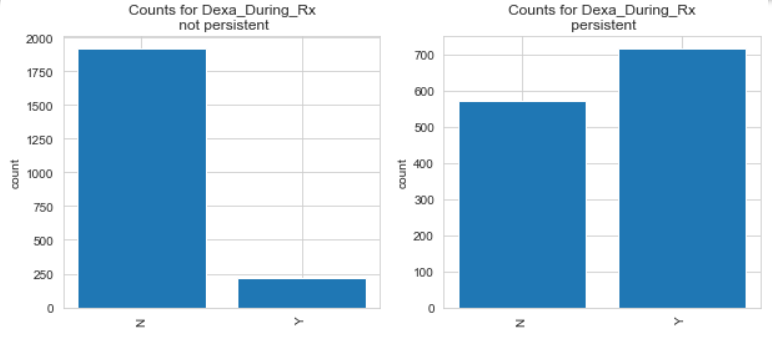 Counts for Dexa_During_Rx
not persistent
2000
1750
1500
1250
1000
750
500
250
0
count
N
Y
Counts for Dexa_During_Rx
persistent
700
600
500
400
300
200
100
0
count
N
Y